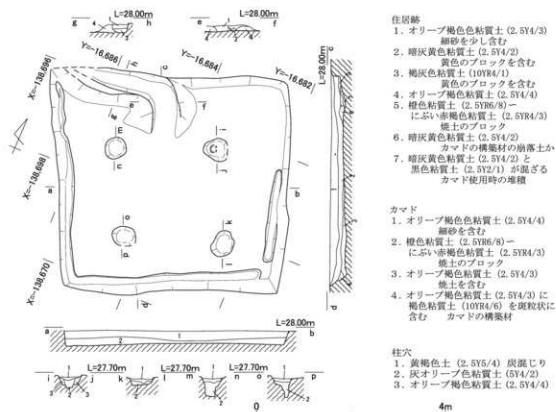 g L=28.00m h
e L=28.00m f
X=-138,696
Y=-16,686
Y=-16,684
Y=-16,682
L=28.00m
X=-138,698
X=-138,670
a L=28.00m b
i L=27.70m j k L=27.70m l m L=27.70m n o L=27.70m p
0 4m
住居跡
1．オリーブ褐色色粘質土 (2.5Y4/3)
細砂を少し含む
2．暗灰黄色粘質土 (2.5Y4/2)
黄色のブロックを含む
3．褐灰色粘質土 (10YR4/1)
黄色のブロックを含む
4．オリーブ褐色粘質土 (2.5Y4/4)
5．橙色粘質土 (2.5YR6/8)～
にぶい赤褐色粘質土 (2.5YR4/3)
焼土のブロック
6．暗灰黄色粘質土 (2.5Y4/2)
カマドの構築材の崩落土か
7．暗灰黄色粘質土 (2.5Y4/2) と
黒色粘質土 (2.5Y2/1) が混ざる
カマド使用時の堆積
カマド
1．オリーブ褐色色粘質土 (2.5Y4/4)
細砂を含む
2．橙色粘質土 (2.5YR6/8)～
にぶい赤褐色粘質土 (2.5YR4/3)
焼土のブロック
3．オリーブ褐色粘質土 (2.5Y4/3)
焼土を含む
4．オリーブ褐色粘質土 (2.5Y4/3) に
褐色粘質土 (10YR4/6) を斑粒状に
含む　カマドの構築材
柱穴
1．黄褐色土 (2.5Y5/4) 炭混じり
2．灰オリーブ色粘質土 (5Y4/2)
3．オリーブ褐色粘質土 (2.5Y4/4)